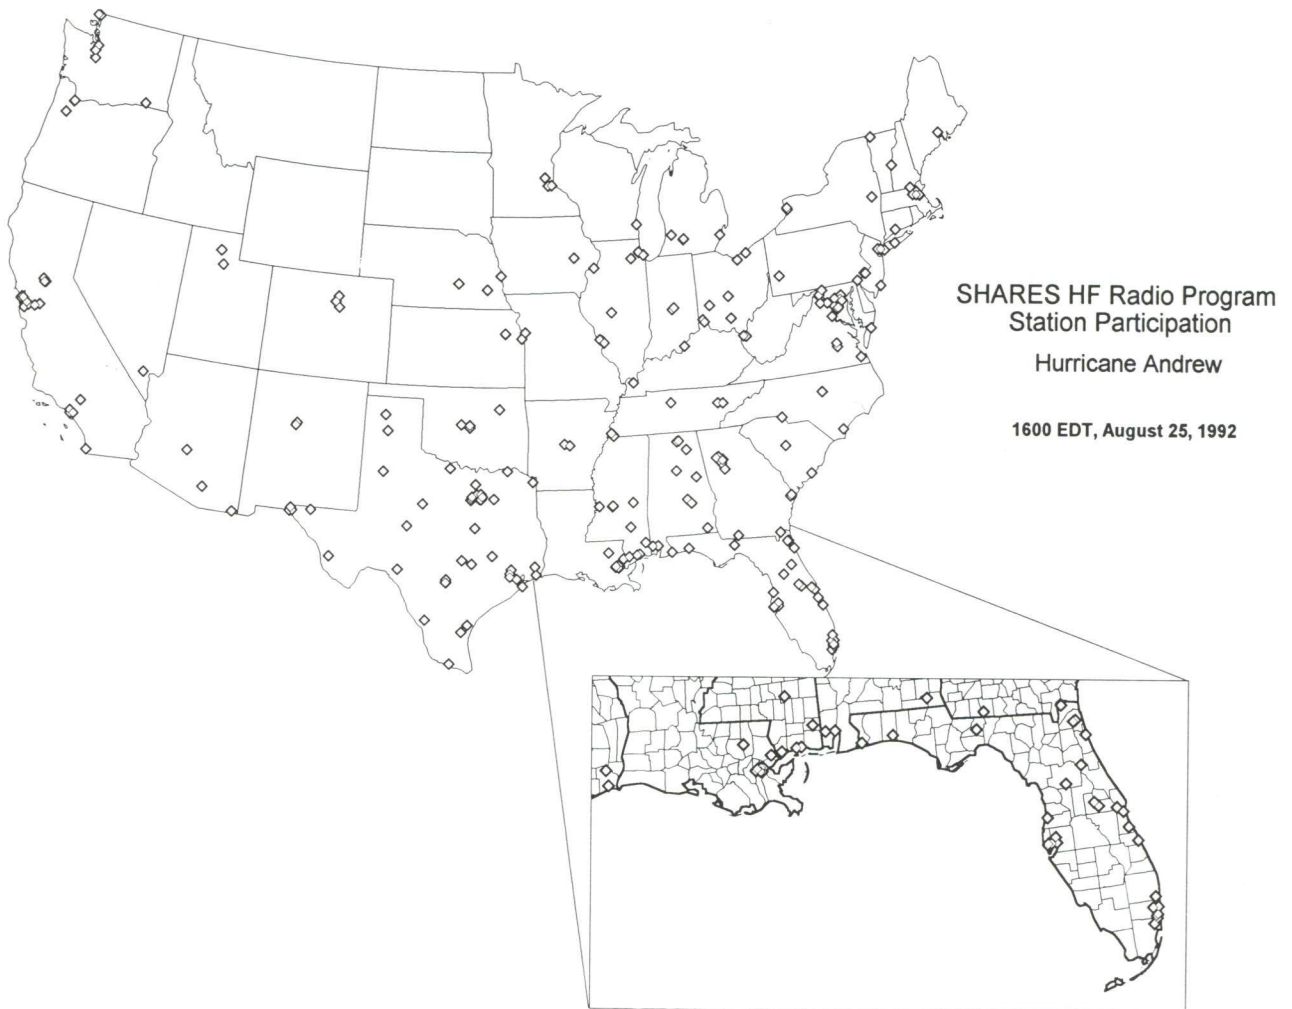 SHARES HF Radio Program
Station Participation
Hurricane Andrew
1600 EDT, August 25, 1992